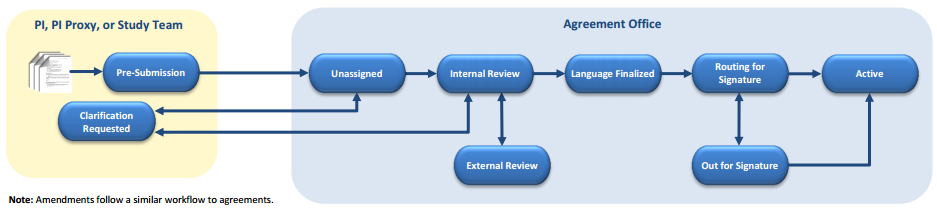 PI, PI Proxy, or Study Team
Agreement Office
Pre-Submission
Unassigned
Internal Review
Language Finalized
Routing for
Signature
Active
Clarification
Requested
External Review
Out for Signature
Note: Amendments follow a similar workflow to agreements.